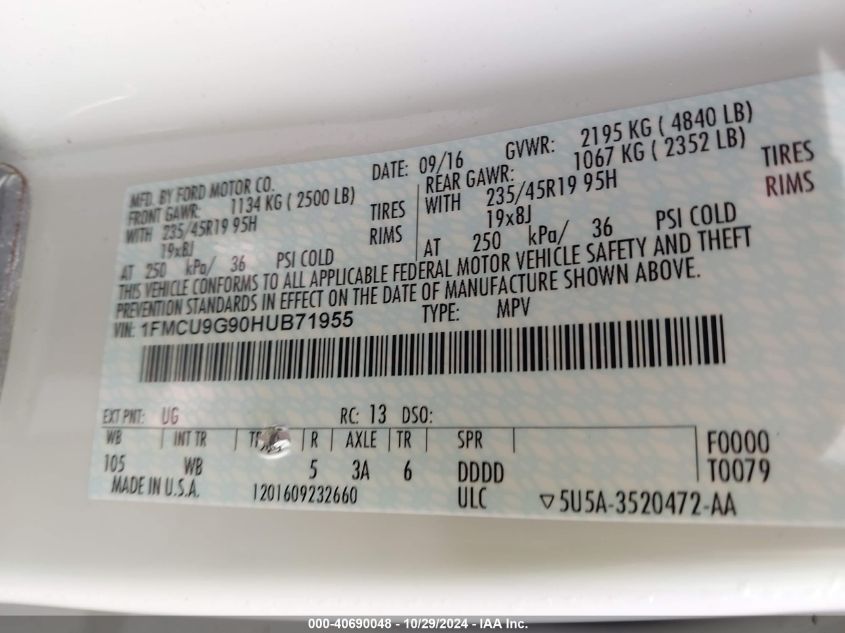 MFD. BY FORD MOTOR CO.
DATE: 09/16 GVWR: 2195 KG ( 4840 LB)
FRONT GAWR: 1134 KG ( 2500 LB)
WITH 235/45R19 95H TIRES
19x8J RIMS
AT 250 kPa/ 36 PSI COLD
REAR GAWR: 1067 KG ( 2352 LB)
WITH 235/45R19 95H TIRES
19x8J RIMS
AT 250 kPa/ 36 PSI COLD
THIS VEHICLE CONFORMS TO ALL APPLICABLE FEDERAL MOTOR VEHICLE SAFETY AND THEFT
PREVENTION STANDARDS IN EFFECT ON THE DATE OF MANUFACTURE SHOWN ABOVE.
VIN: 1FMCU9G90HUB71955 TYPE: MPV
EXT PNT: UG RC: 13 DSO:
WB INT TR R AXLE TR SPR F0000
105 WB 5 3A 6 DDDD T0079
MADE IN U.S.A. 1201609232660 ULC ▽5U5A-3520472-AA
000-40690048 - 10/29/2024 - IAA Inc.